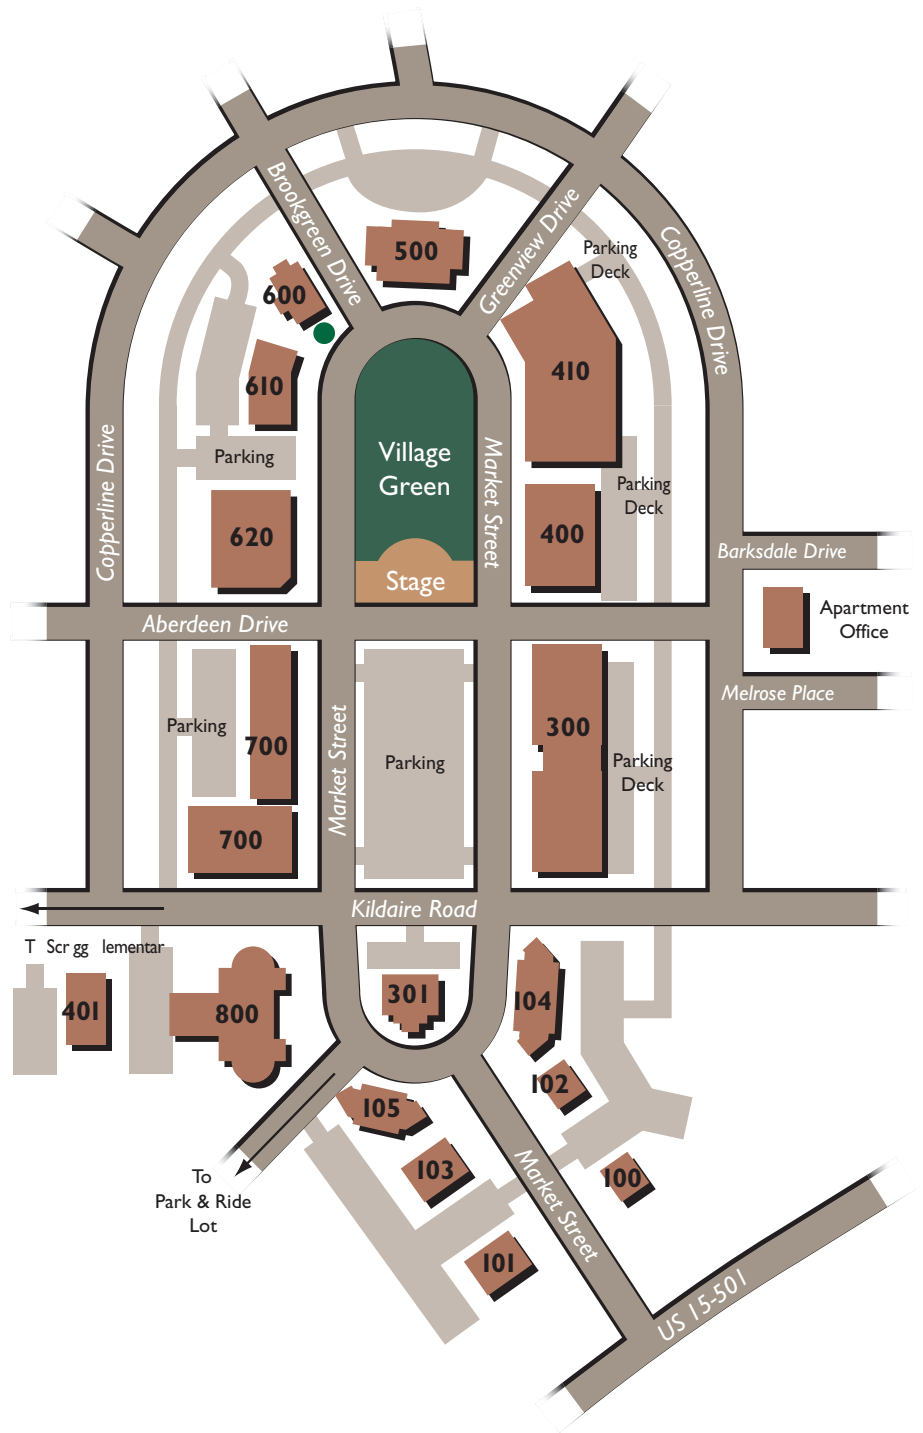 Brookgreen Drive
500
Greenview Drive
Parking
Deck
Copperline Drive
600
410
610
Village
Green
Market Street
Copperline Drive
Parking
Parking
Deck
620
400
Barksdale Drive
Stage
Aberdeen Drive
Apartment
Office
Melrose Place
Parking
700
Market Street
Parking
300
Parking
Deck
700
Kildaire Road
T Scr gg lementar
401
800
301
104
102
105
103
100
To
Park & Ride
Lot
Market Street
101
US 15-501